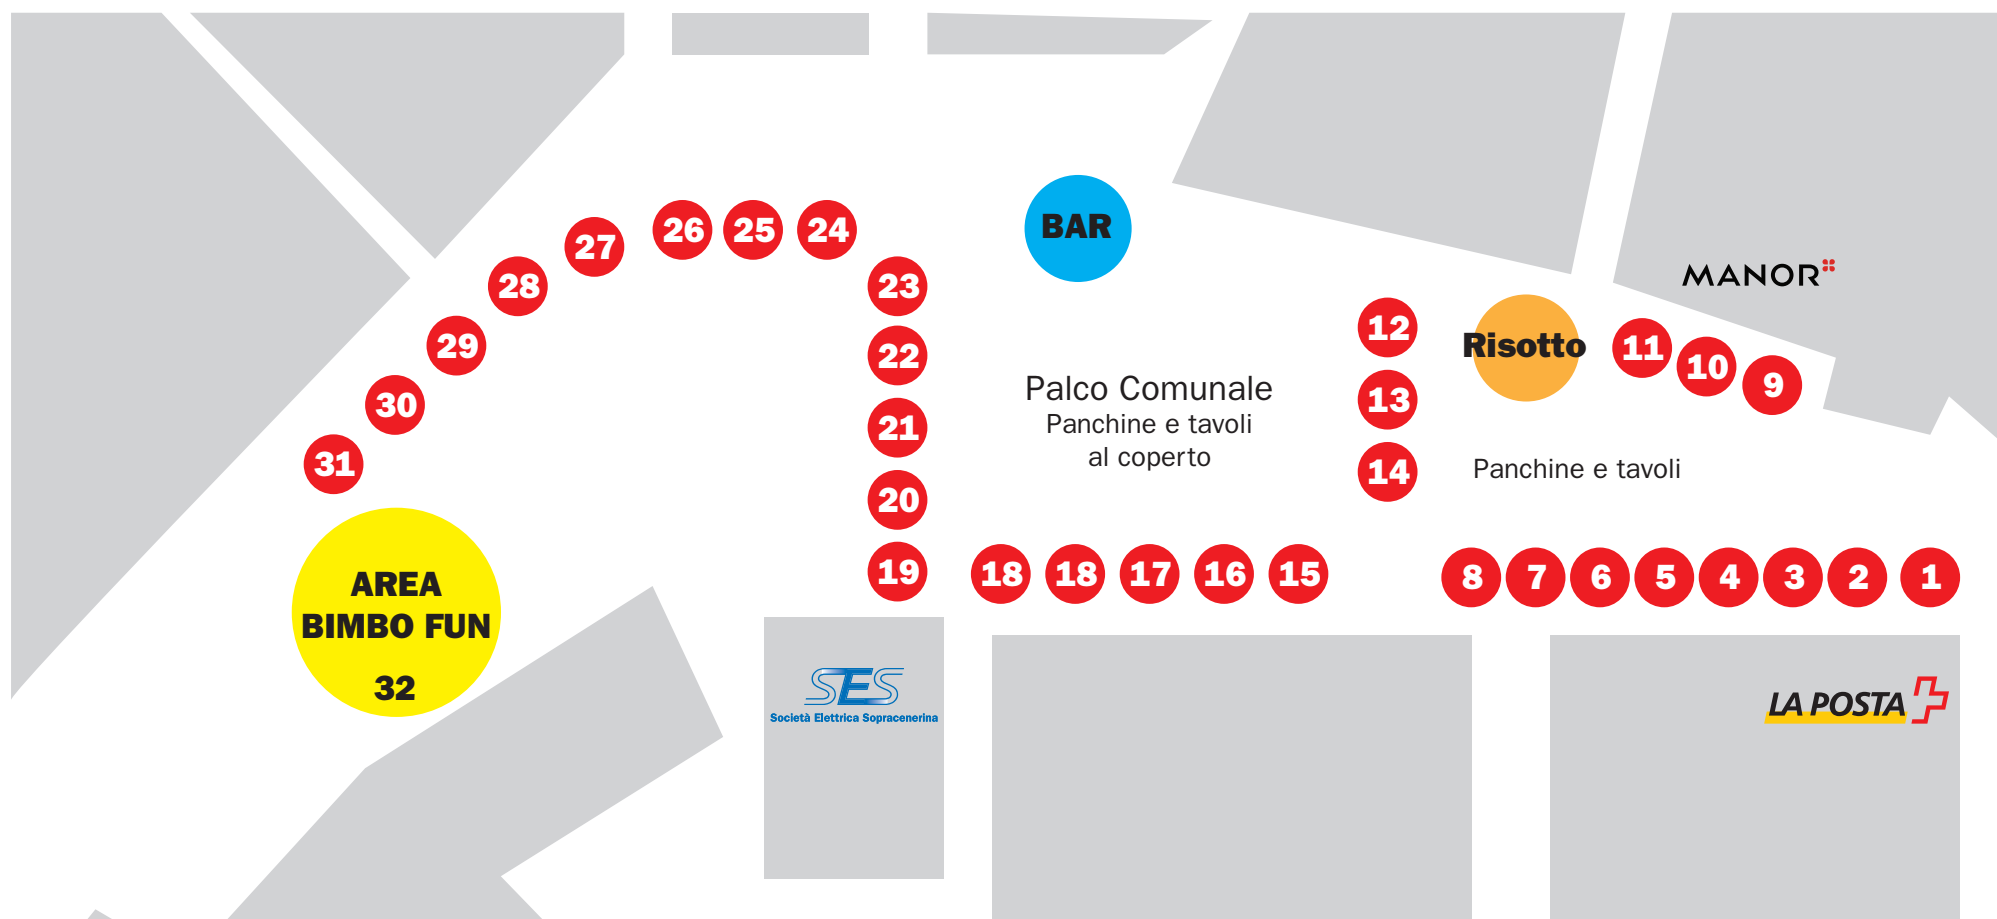 BAR
26 25 24
27
28
23
MANOR
12
Risotto
11
10
9
29
22
Palco Comunale
Panchine e tavoli
al coperto
13
30
21
31
14
Panchine e tavoli
20
19
18 18 17 16 15
8 7 6 5 4 3 2 1
AREA
BIMBO FUN
32
SES
Società Elettrica Sopracenerina
LA POSTA